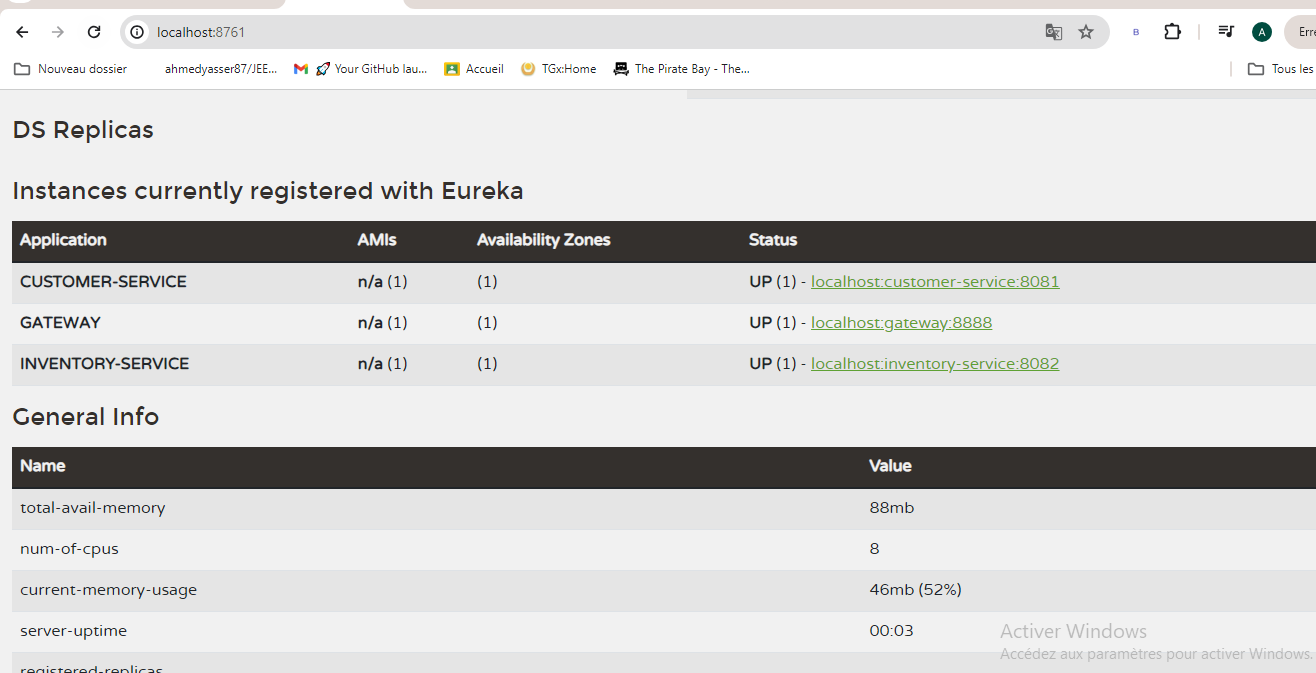 localhost:8761
B
A
Erre
Nouveau dossier
ahmedyasser87/JEE...
Your GitHub lau...
Accueil
TGx:Home
The Pirate Bay - The...
Tous les
DS Replicas
Instances currently registered with Eureka
Application AMIs Availability Zones Status
CUSTOMER-SERVICE n/a (1) (1) UP (1) - localhost:customer-service:8081
GATEWAY n/a (1) (1) UP (1) - localhost:gateway:8888
INVENTORY-SERVICE n/a (1) (1) UP (1) - localhost:inventory-service:8082
General Info
Name Value
total-avail-memory 88mb
num-of-cpus 8
current-memory-usage 46mb (52%)
server-uptime 00:03
registered-replicas
Activer Windows
Accédez aux paramètres pour activer Windows.